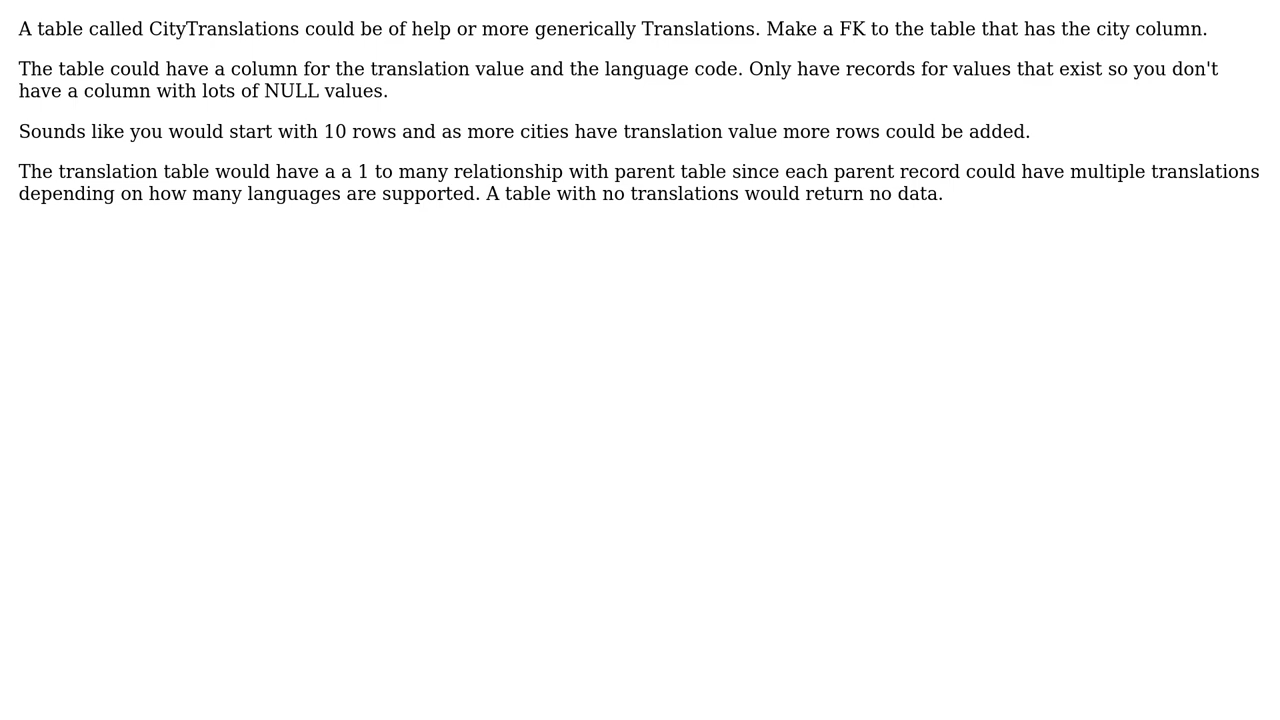 A table called CityTranslations could be of help or more generically Translations. Make a FK to the table that has the city column.
The table could have a column for the translation value and the language code. Only have records for values that exist so you don't
have a column with lots of NULL values.
Sounds like you would start with 10 rows and as more cities have translation value more rows could be added.
The translation table would have a a 1 to many relationship with parent table since each parent record could have multiple translations
depending on how many languages are supported. A table with no translations would return no data.